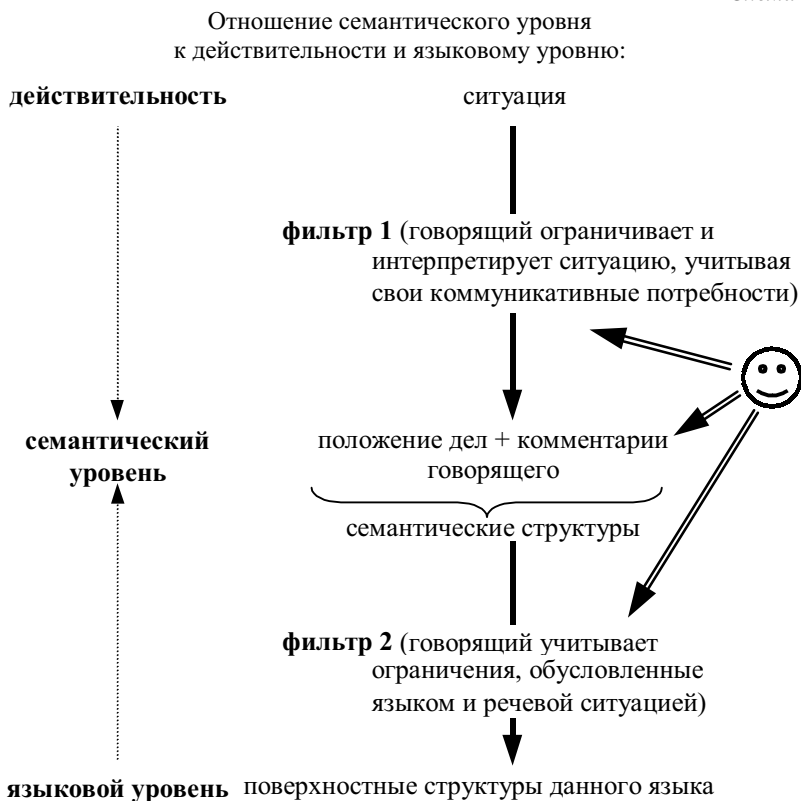 Отношение семантического уровня
к действительности и языковому уровню:
действительность ситуация
фильтр 1 (говорящий ограничивает и
интерпретирует ситуацию, учитывая
свои коммуникативные потребности)
семантический положение дел + комментарии
уровень говорящего
семантические структуры
фильтр 2 (говорящий учитывает
ограничения, обусловленные
языком и речевой ситуацией)
языковой уровень поверхностные структуры данного языка